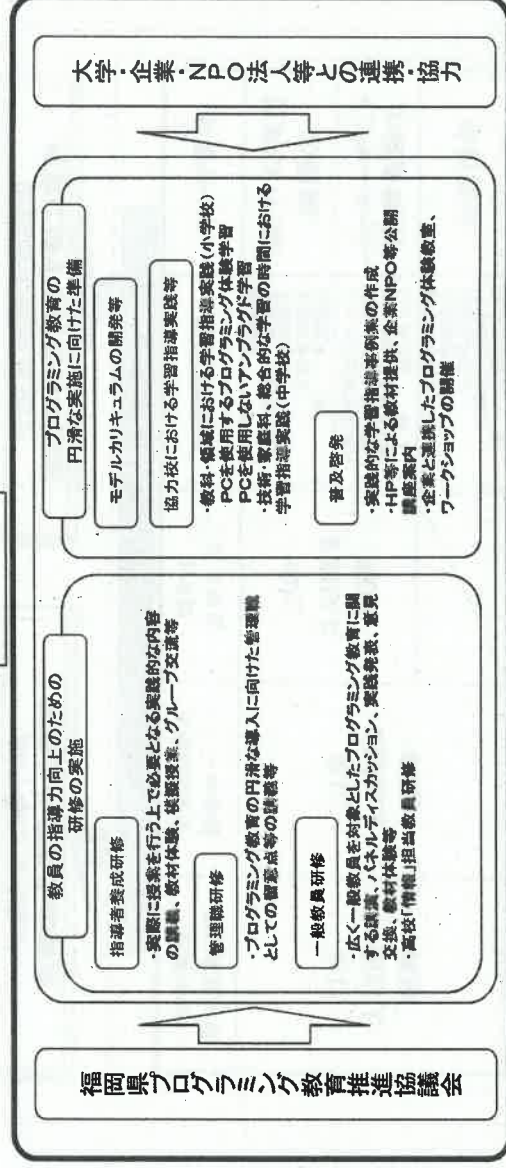 福岡県プログラミング教育推進協議会
教員の指導力向上のための
研修の実施
指導者養成研修
・実際に授業を行う上で必要となる実践的な内容
の講義、教材体験、模擬授業、グループ交流等
管理職研修
・プログラミング教育の円滑な導入に向けた管理職
としての留意点等の講義等
一般教員研修
・広く一般教員を対象としたプログラミング教育に関
する講演、パネルディスカッション、実践発表、意見
交換、教材体験等
・高校「情報」担当教員研修
プログラミング教育の
円滑な実施に向けた準備
モデルカリキュラムの開発等
協力校における学習指導実践等
・教科・領域における学習指導実践(小学校)
PCを使用するプログラミング体験学習
PCを使用しないアンプラグド学習
・技術・家庭科、総合的な学習の時間における
学習指導実践(中学校)
普及啓発
・実践的な学習指導事例集の作成
・HP等による教材提供、企業NPO等公開
講座案内
・企業と連携したプログラミング体験教室、
ワークショップの開催
大学・企業・NPO法人等との連携・協力